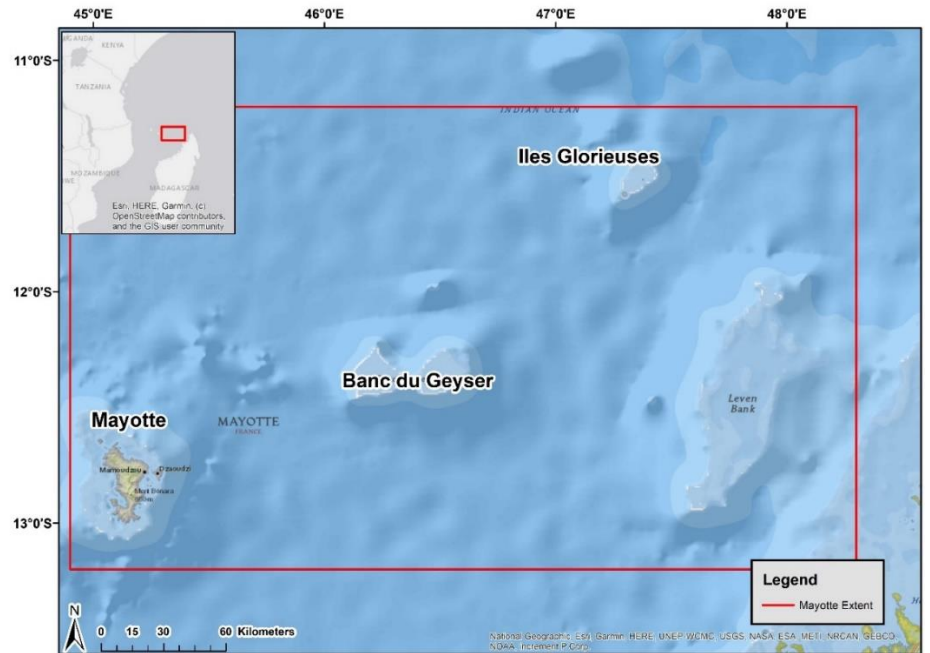 45°0'E 46°0'E 47°0'E 48°0'E
11°0'S
12°0'S
13°0'S
UGANDA
KENYA
TANZANIA
MOZAMBIQUE
MADAGASCAR
Esri, HERE, Garmin, (c)
OpenStreetMap contributors,
and the GIS user community
INDIAN OCEAN
Iles Glorieuses
Banc du Geyser
Leven
Bank
Mayotte
MAYOTTE
FRANCE
Mamoudzou
Dzaoudzi
Mont Bénara
N
0 15 30 60 Kilometers
Legend
Mayotte Extent
National Geographic, Esri, Garmin, HERE, UNEP-WCMC, USGS, NASA, ESA, METI, NRCAN, GEBCO,
NOAA, increment P Corp.